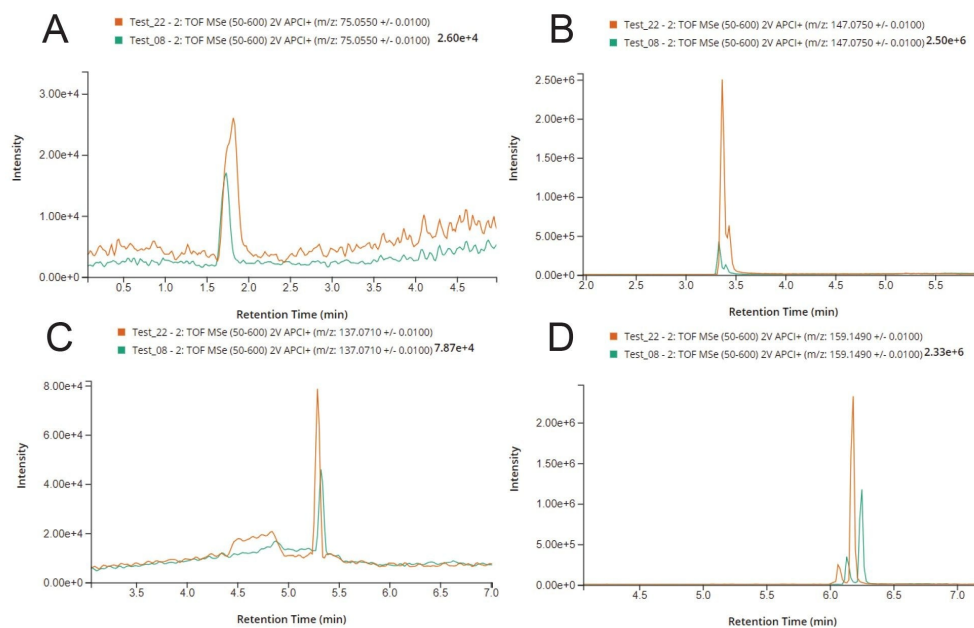 A
Test_22 - 2: TOF MSe (50-600) 2V APCI+ (m/z: 75.0550 +/- 0.0100)
Test_08 - 2: TOF MSe (50-600) 2V APCI+ (m/z: 75.0550 +/- 0.0100) 2.60e+4
3.00e+4
2.00e+4
1.00e+4
0.00e+0
Intensity
0.5 1.0 1.5 2.0 2.5 3.0 3.5 4.0 4.5
Retention Time (min)
B
Test_22 - 2: TOF MSe (50-600) 2V APCI+ (m/z: 147.0750 +/- 0.0100)
Test_08 - 2: TOF MSe (50-600) 2V APCI+ (m/z: 147.0750 +/- 0.0100) 2.50e+6
2.50e+6
2.00e+6
1.50e+6
1.00e+6
5.00e+5
0.00e+0
Intensity
2.0 2.5 3.0 3.5 4.0 4.5 5.0 5.5
Retention Time (min)
C
Test_22 - 2: TOF MSe (50-600) 2V APCI+ (m/z: 137.0710 +/- 0.0100)
Test_08 - 2: TOF MSe (50-600) 2V APCI+ (m/z: 137.0710 +/- 0.0100) 7.87e+4
8.00e+4
6.00e+4
4.00e+4
2.00e+4
0.00e+0
Intensity
3.5 4.0 4.5 5.0 5.5 6.0 6.5 7.0
Retention Time (min)
D
Test_22 - 2: TOF MSe (50-600) 2V APCI+ (m/z: 159.1490 +/- 0.0100)
Test_08 - 2: TOF MSe (50-600) 2V APCI+ (m/z: 159.1490 +/- 0.0100) 2.33e+6
2.00e+6
1.50e+6
1.00e+6
5.00e+5
0.00e+0
Intensity
4.5 5.0 5.5 6.0 6.5 7.0
Retention Time (min)